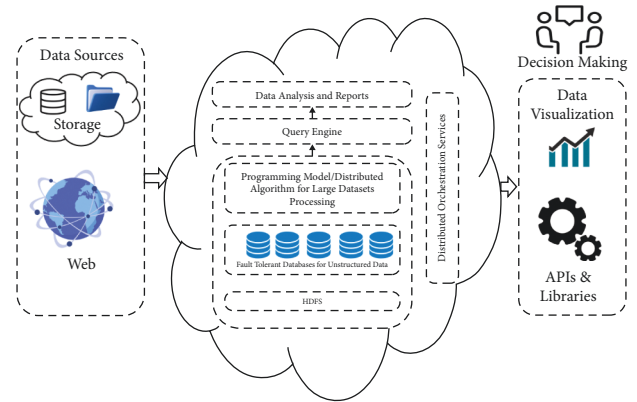 Data Sources
Storage
Web
Data Analysis and Reports
Query Engine
Programming Model/Distributed
Algorithm for Large Datasets
Processing
Fault Tolerant Databases for Unstructured Data
HDFS
Distributed Orchestration Services
Decision Making
Data
Visualization
APIs &
Libraries